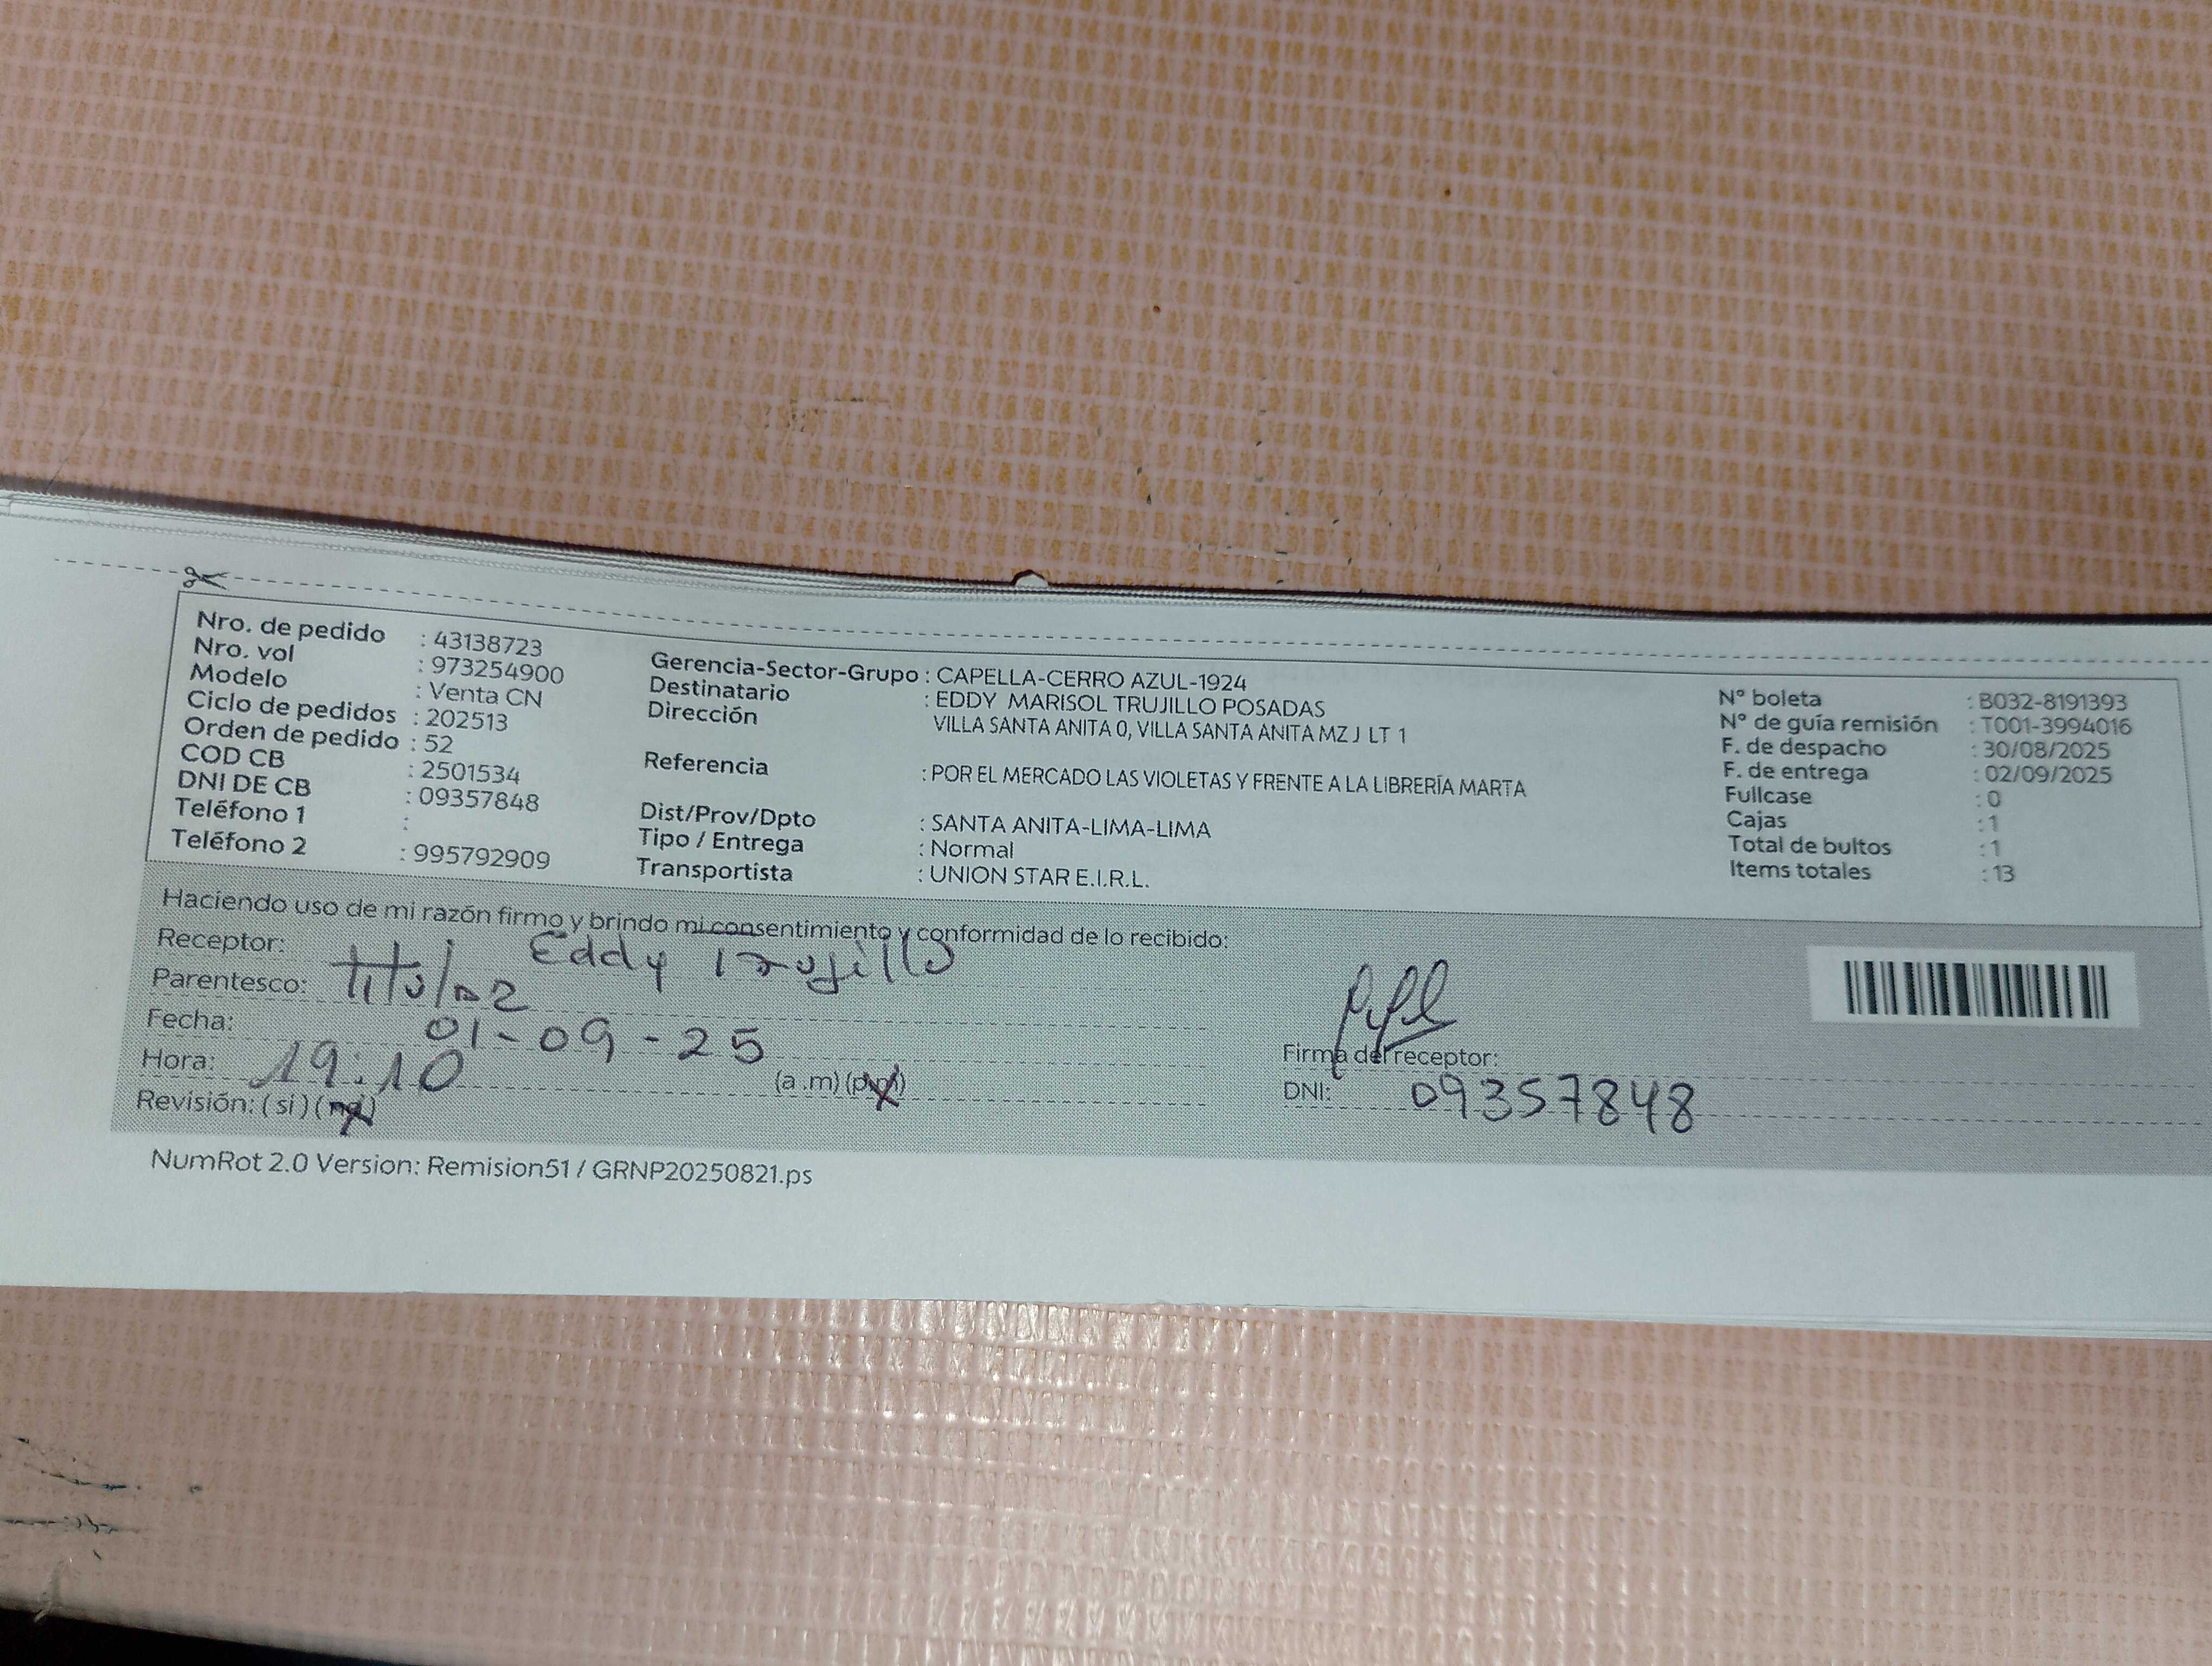 Nro. de pedido : 43138723
Nro. vol : 973254900
Modelo : Venta CN
Ciclo de pedidos : 202513
Orden de pedido : 52
COD CB : 2501534
DNI DE CB : 09357848
Teléfono 1 :
Teléfono 2 : 995792909
Gerencia-Sector-Grupo : CAPELLA-CERRO AZUL-1924
Destinatario : EDDY MARISOL TRUJILLO POSADAS
Dirección VILLA SANTA ANITA 0, VILLA SANTA ANITA MZ J LT 1
Referencia : POR EL MERCADO LAS VIOLETAS Y FRENTE A LA LIBRERÍA MARTA
Dist/Prov/Dpto : SANTA ANITA-LIMA-LIMA
Tipo / Entrega : Normal
Transportista : UNION STAR E.I.R.L.
N° boleta : B032-8191393
N° de guía remisión : T001-3994016
F. de despacho : 30/08/2025
F. de entrega : 02/09/2025
Fullcase : 0
Cajas : 1
Total de bultos : 1
Items totales : 13
Haciendo uso de mi razón firmo y brindo mi consentimiento y conformidad de lo recibido:
Receptor: Eddy Trujillo
Parentesco: Titular
Fecha: 01-09-25
Hora: 19:10 (a .m) (p.m)
Revisión: ( si ) ( no )
Firma del receptor:
DNI: 09357848
NumRot 2.0 Version: Remision51 / GRNP20250821.ps